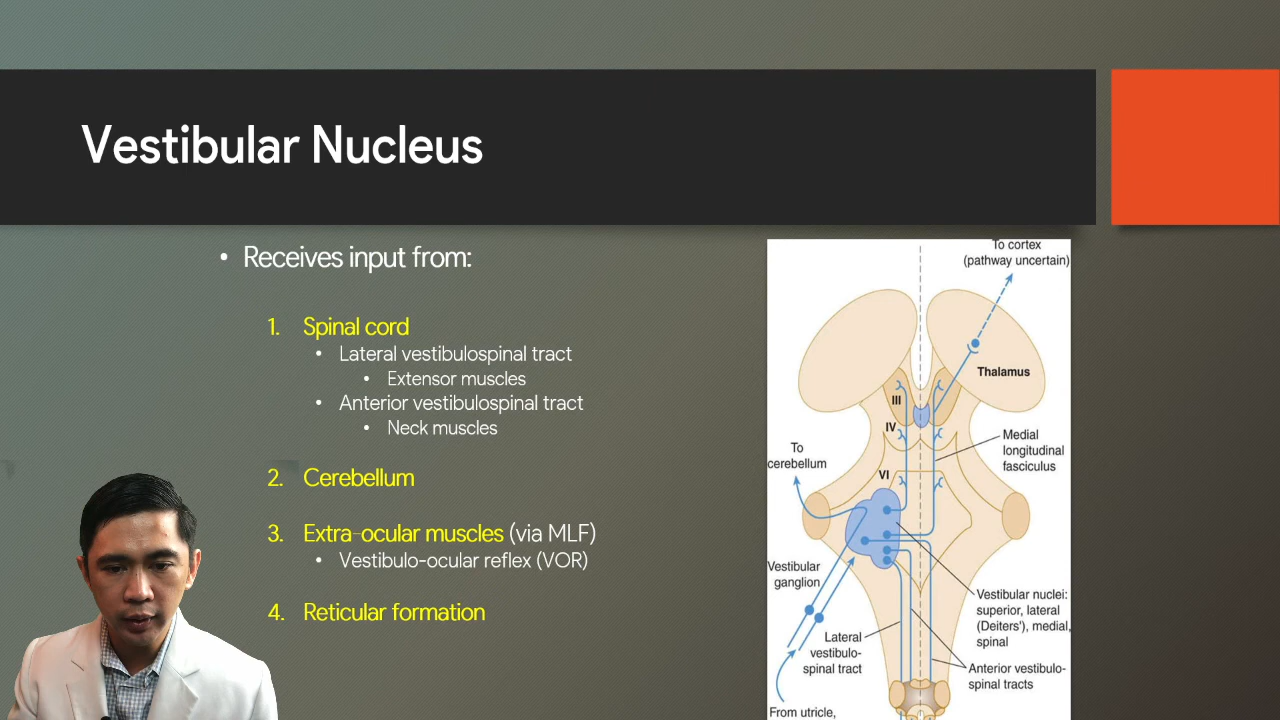 Vestibular Nucleus
• Receives input from:
1. Spinal cord
• Lateral vestibulospinal tract
• Extensor muscles
• Anterior vestibulospinal tract
• Neck muscles
2. Cerebellum
3. Extra-ocular muscles (via MLF)
• Vestibulo-ocular reflex (VOR)
4. Reticular formation
To cortex
(pathway uncertain)
Thalamus
III
IV
Medial
longitudinal
fasciculus
To
cerebellum
VI
Vestibular
ganglion
Vestibular nuclei:
superior, lateral
(Deiters'), medial,
spinal
Lateral
vestibulo-
spinal tract
Anterior vestibulo-
spinal tracts
From utricle,